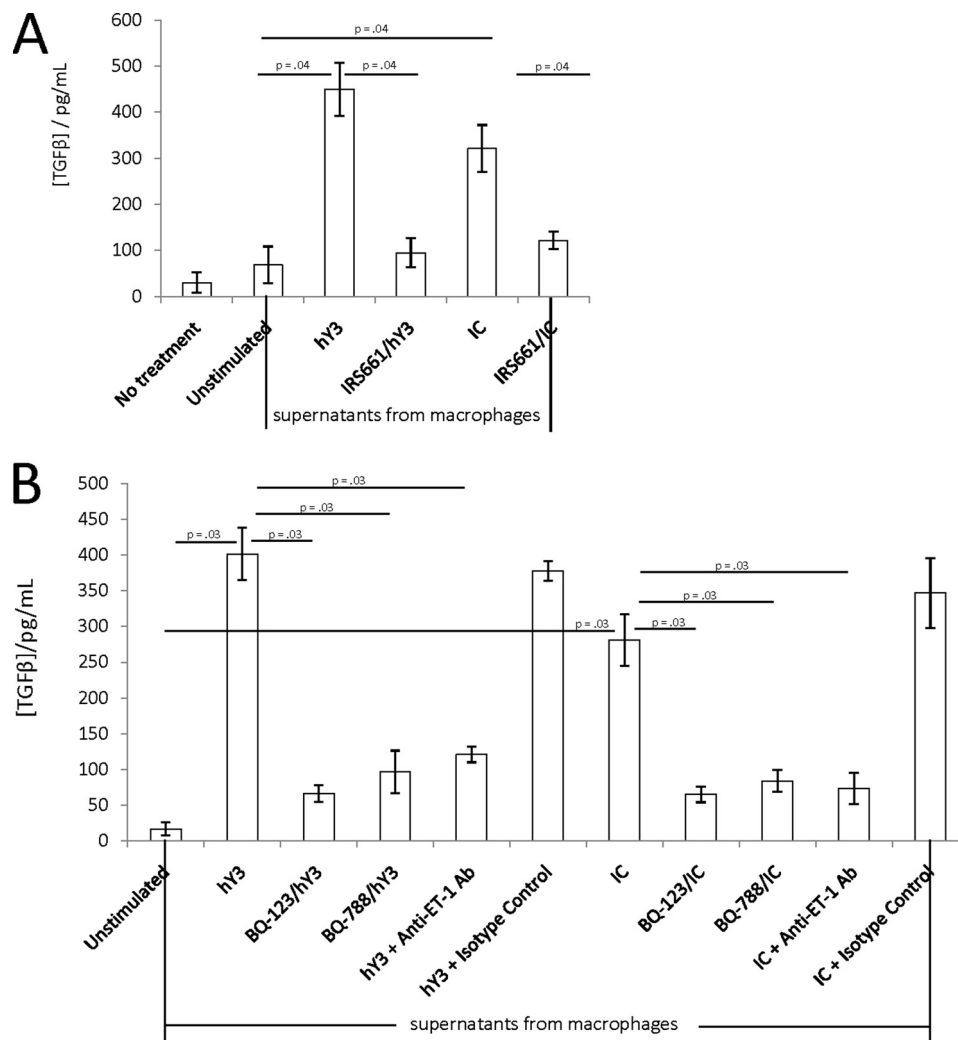 A
[TGFβ] / pg/mL
600
500
400
300
200
100
0
p = .04
p = .04
p = .04
p = .04
No treatment
Unstimulated
hY3
IRS661/hY3
IC
IRS661/IC
supernatants from macrophages
B
[TGFβ]/pg/mL
500
450
400
350
300
250
200
150
100
50
0
p = .03
p = .03
p = .03
p = .03
p = .03
p = .03
p = .03
p = .03
Unstimulated
hY3
BQ-123/hY3
BQ-788/hY3
hY3 + Anti-ET-1 Ab
hY3 + Isotype Control
IC
BQ-123/IC
BQ-788/IC
IC + Anti-ET-1 Ab
IC + Isotype Control
supernatants from macrophages